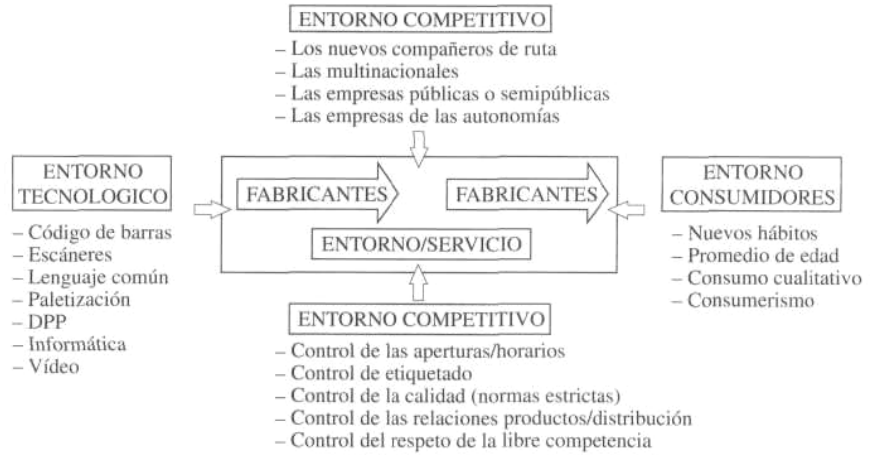 ENTORNO COMPETITIVO
– Los nuevos compañeros de ruta
– Las multinacionales
– Las empresas públicas o semipúblicas
– Las empresas de las autonomías
ENTORNO
TECNOLOGICO
– Código de barras
– Escáneres
– Lenguaje común
– Paletización
– DPP
– Informática
– Vídeo
FABRICANTES
FABRICANTES
ENTORNO/SERVICIO
ENTORNO
CONSUMIDORES
– Nuevos hábitos
– Promedio de edad
– Consumo cualitativo
– Consumerismo
ENTORNO COMPETITIVO
– Control de las aperturas/horarios
– Control de etiquetado
– Control de la calidad (normas estrictas)
– Control de las relaciones productos/distribución
– Control del respeto de la libre competencia